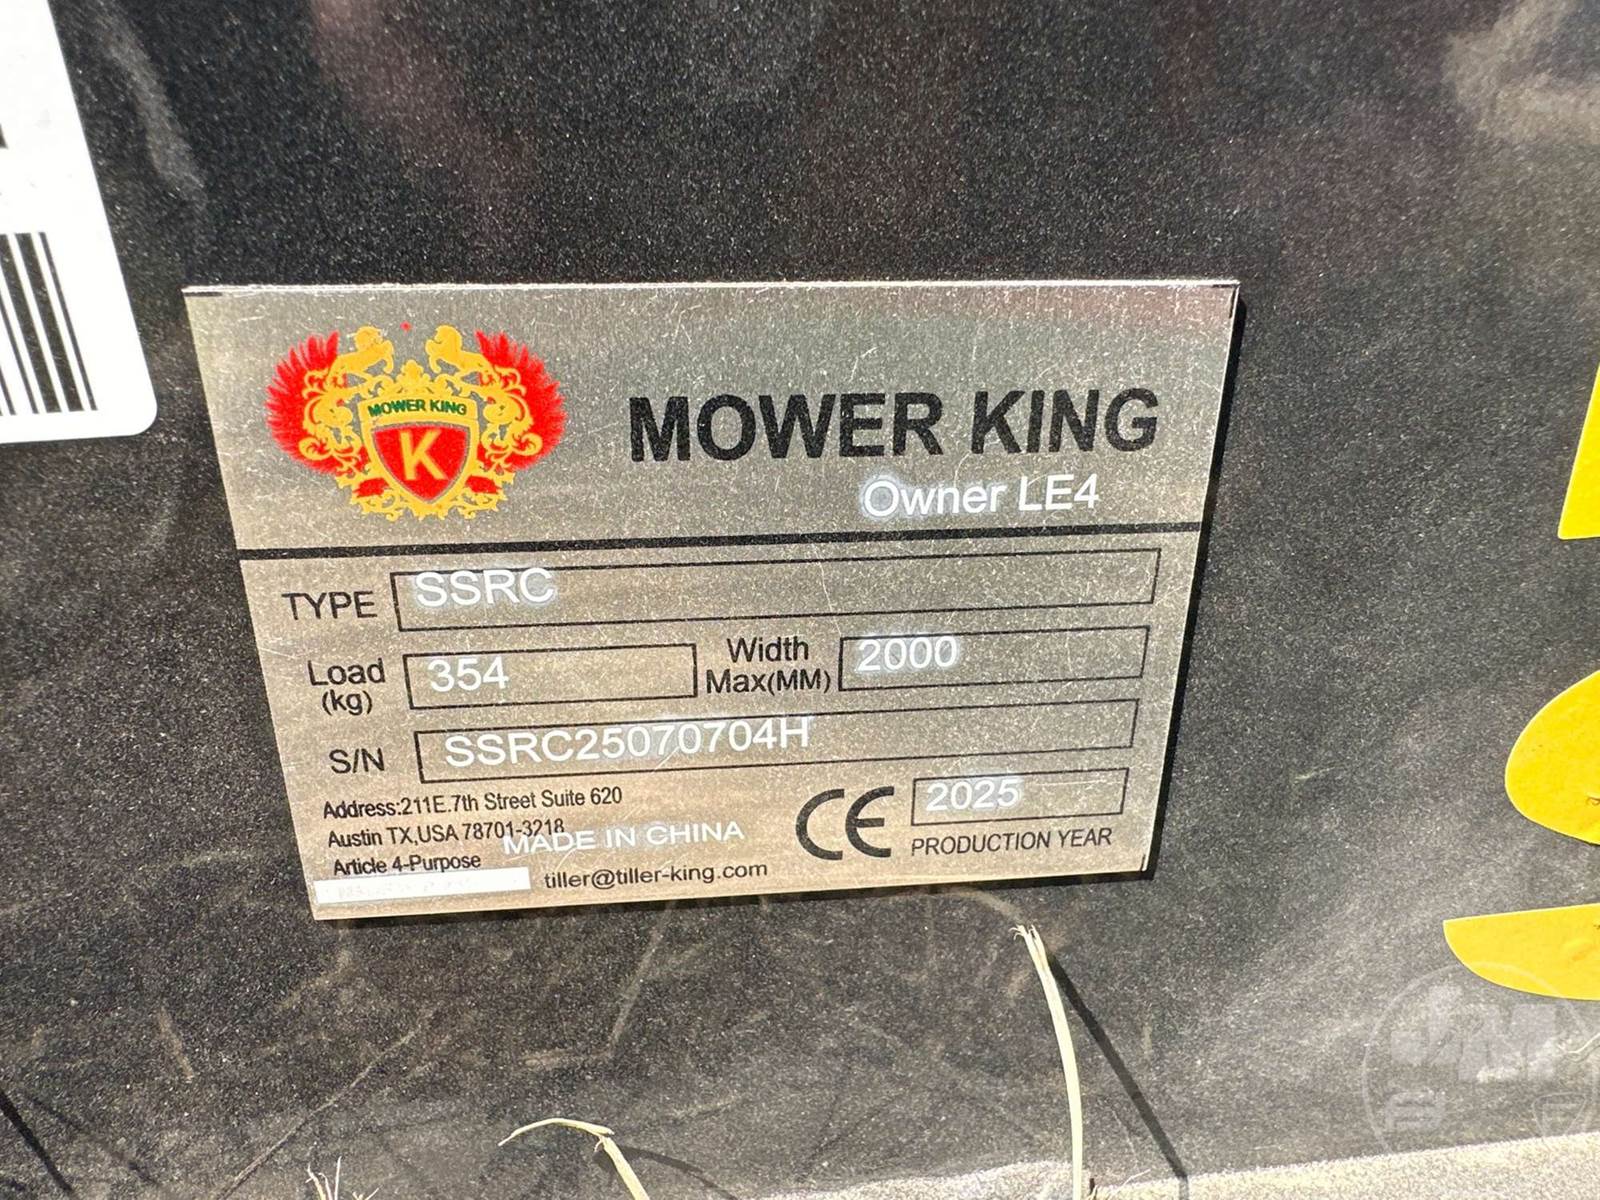 MOWER KING
K
MOWER KING
Owner LE4
TYPE SSRC
Load (kg) 354 Width Max(MM) 2000
S/N SSRC25070704H
Address:211E.7th Street Suite 620
Austin TX,USA 78701-3218
MADE IN CHINA
Article 4-Purpose
tiller@tiller-king.com
CE 2025
PRODUCTION YEAR